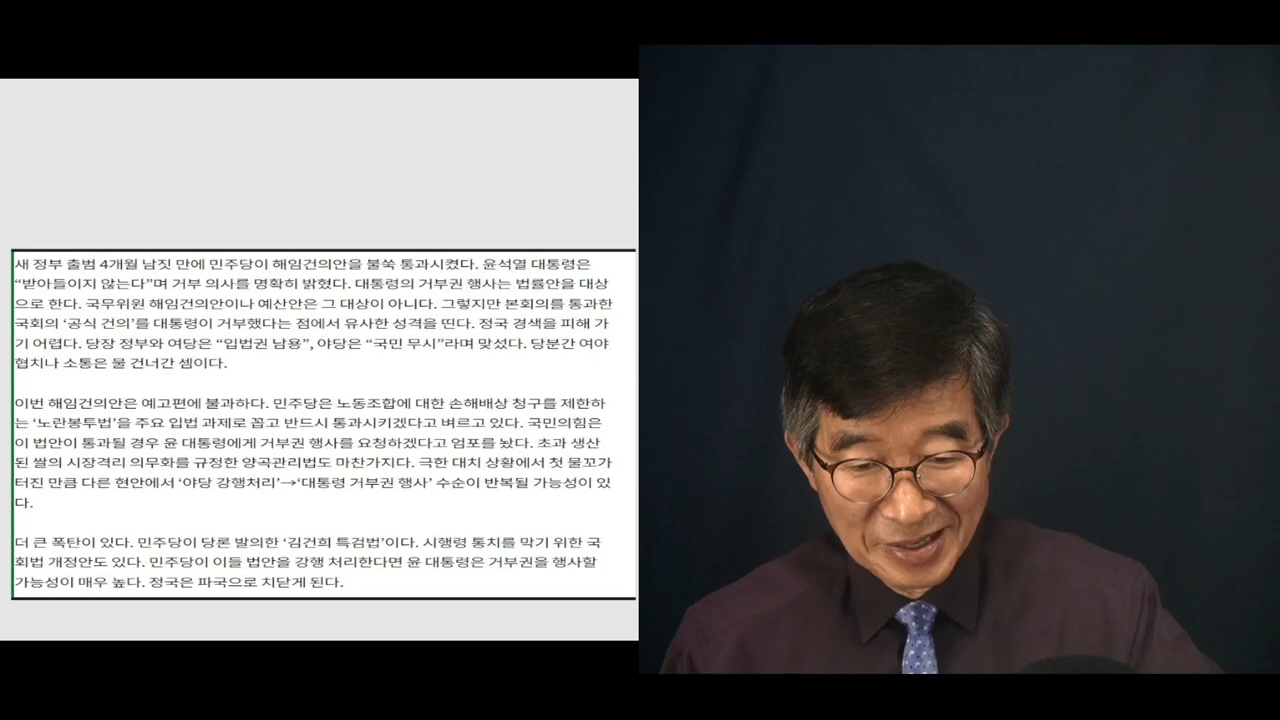 새 정부 출범 4개월 남짓 만에 민주당이 해임건의안을 불쑥 통과시켰다. 윤석열 대통령은
“받아들이지 않는다”며 거부 의사를 명확히 밝혔다. 대통령의 거부권 행사는 법률안을 대상
으로 한다. 국무위원 해임건의안이나 예산안은 그 대상이 아니다. 그렇지만 본회의를 통과한
국회의 ‘공식 건의’를 대통령이 거부했다는 점에서 유사한 성격을 띤다. 정국 경색을 피해 가
기 어렵다. 당장 정부와 여당은 “입법권 남용”, 야당은 “국민 무시”라며 맞섰다. 당분간 여야
협치나 소통은 물 건너간 셈이다.
이번 해임건의안은 예고편에 불과하다. 민주당은 노동조합에 대한 손해배상 청구를 제한하
는 ‘노란봉투법’을 주요 입법 과제로 꼽고 반드시 통과시키겠다고 벼르고 있다. 국민의힘은
이 법안이 통과될 경우 윤 대통령에게 거부권 행사를 요청하겠다고 엄포를 놨다. 초과 생산
된 쌀의 시장격리 의무화를 규정한 양곡관리법도 마찬가지다. 극한 대치 상황에서 첫 물꼬가
터진 만큼 다른 현안에서 ‘야당 강행처리’→‘대통령 거부권 행사’ 수순이 반복될 가능성이 있
다.
더 큰 폭탄이 있다. 민주당이 당론 발의한 ‘김건희 특검법’이다. 시행령 통치를 막기 위한 국
회법 개정안도 있다. 민주당이 이들 법안을 강행 처리한다면 윤 대통령은 거부권을 행사할
가능성이 매우 높다. 정국은 파국으로 치닫게 된다.